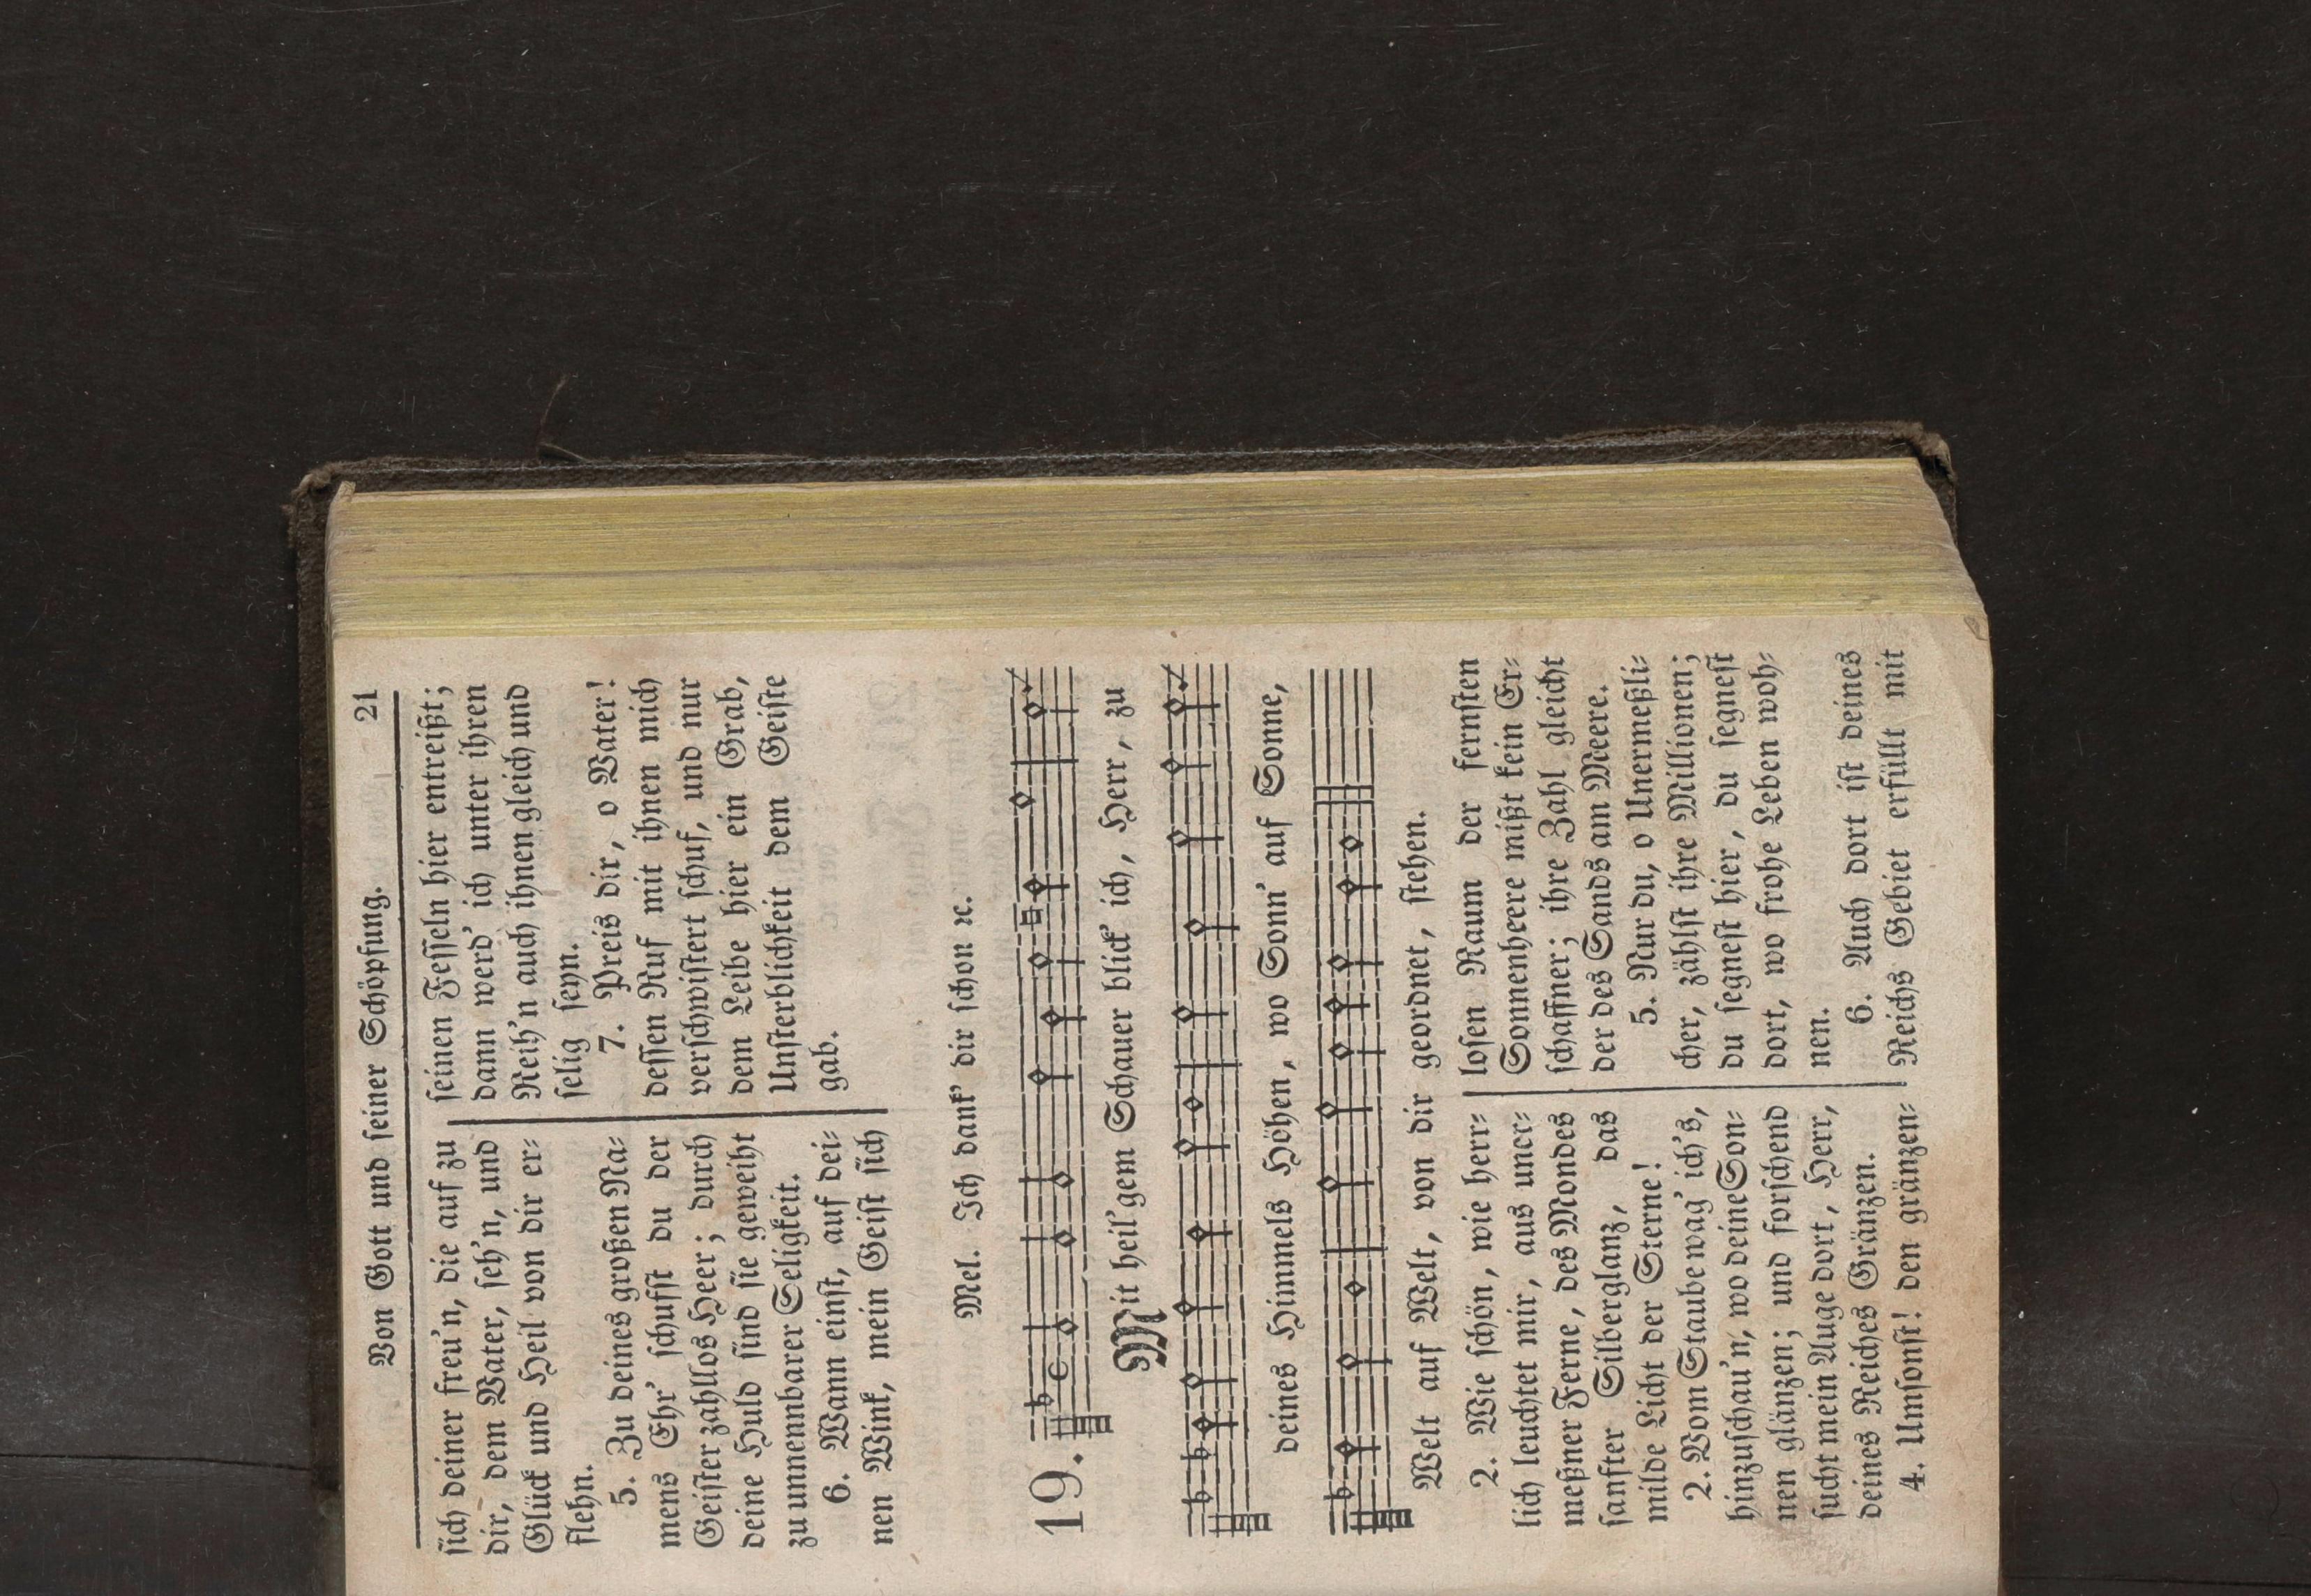 Von Gott und seiner Schöpfung. 21
sich deiner freu'n, die auf zu
dir, dem Vater, seh'n, und
Glück und Heil von dir er⸗
flehn.
5. Zu deines großen Na⸗
mens Ehr' schufst du der
Geister zahllos Heer; durch
deine Huld sind sie geweiht
zu unnennbarer Seligkeit.
6. Wann einst, auf dei⸗
nen Wink, mein Geist sich
seinen Fesseln hier entreißt;
dann werd' ich unter ihren
Reih'n auch ihnen gleich und
selig seyn.
7. Preis dir, o Vater!
dessen Ruf mit ihnen mich
verschwistert schuf, und nur
dem Leibe hier ein Grab,
Unsterblichkeit dem Geiste
gab.
Mel. Ich dank' dir schon ꝛc.
19.
Mit heil'gem Schauer blick' ich, Herr, zu
deines Himmels Höhen, wo Sonn' auf Sonne,
Welt auf Welt, von dir geordnet, stehen.
2. Wie schön, wie herr⸗
lich leuchtet mir, aus uner⸗
meßner Ferne, des Mondes
sanfter Silberglanz, das
milde Licht der Sterne!
2. Vom Staube wag' ich's,
hinzuschau'n, wo deine Son⸗
nen glänzen; und forschend
sucht mein Auge dort, Herr,
deines Reiches Gränzen.
4. Umsonst! den gränzen⸗
losen Raum der fernsten
Sonnenheere mißt kein Er⸗
schaffner; ihre Zahl gleicht
der des Sands am Meere.
5. Nur du, o Unermeßli⸗
cher, zählst ihre Millionen;
du segnest hier, du segnest
dort, wo frohe Leben woh⸗
nen.
6. Auch dort ist deines
Reichs Gebiet erfüllt mit